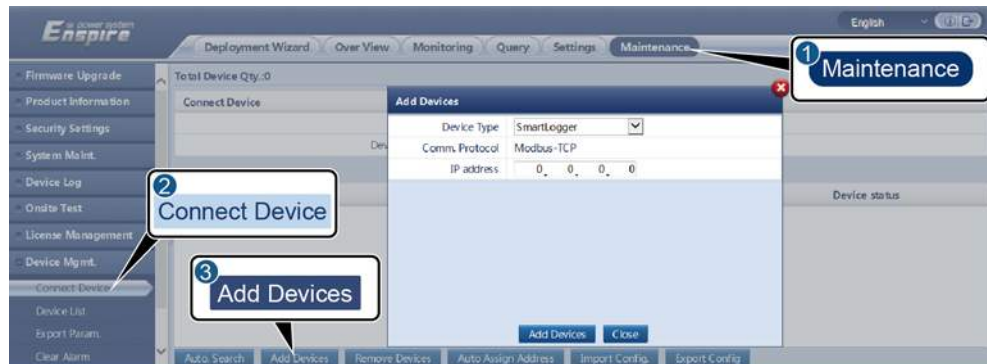 Enspire
English
Deployment Wizard Over View Monitoring Query Settings Maintenance
1 Maintenance
Firmware Upgrade
Product Information
Security Settings
System Maint.
Device Log
Onsite Test
License Management
Device Mgmt.
Connect Device
Device List
Export Param.
Clear Alarm
Total Device Qty.:0
Connect Device
Add Devices
Device Type SmartLogger
Comm. Protocol Modbus-TCP
IP address 0. 0. 0. 0
Device status
2 Connect Device
3 Add Devices
Add Devices Close
Auto. Search Add Devices Remove Devices Auto Assign Address Import Config. Export Config